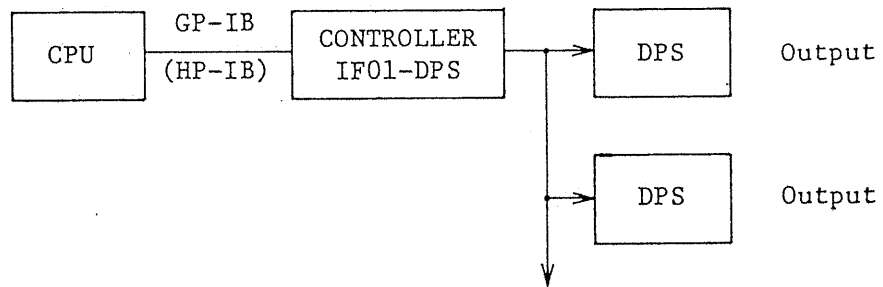 GP-IB
CPU
(HP-IB)
CONTROLLER
IF01-DPS
DPS
Output
DPS
Output